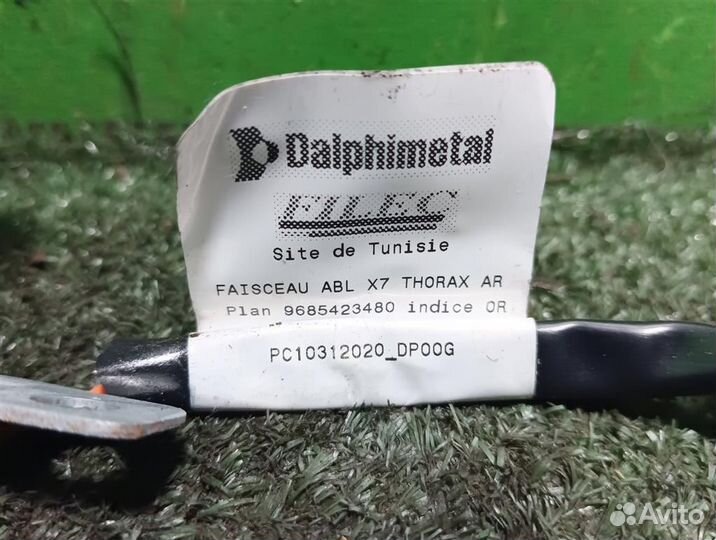 Dalphimetal
FILEC
Site de Tunisie
FAISCEAU ABL X7 THORAX AR
Plan 9685423480 indice OR
PC10312020_DP00G
Avito